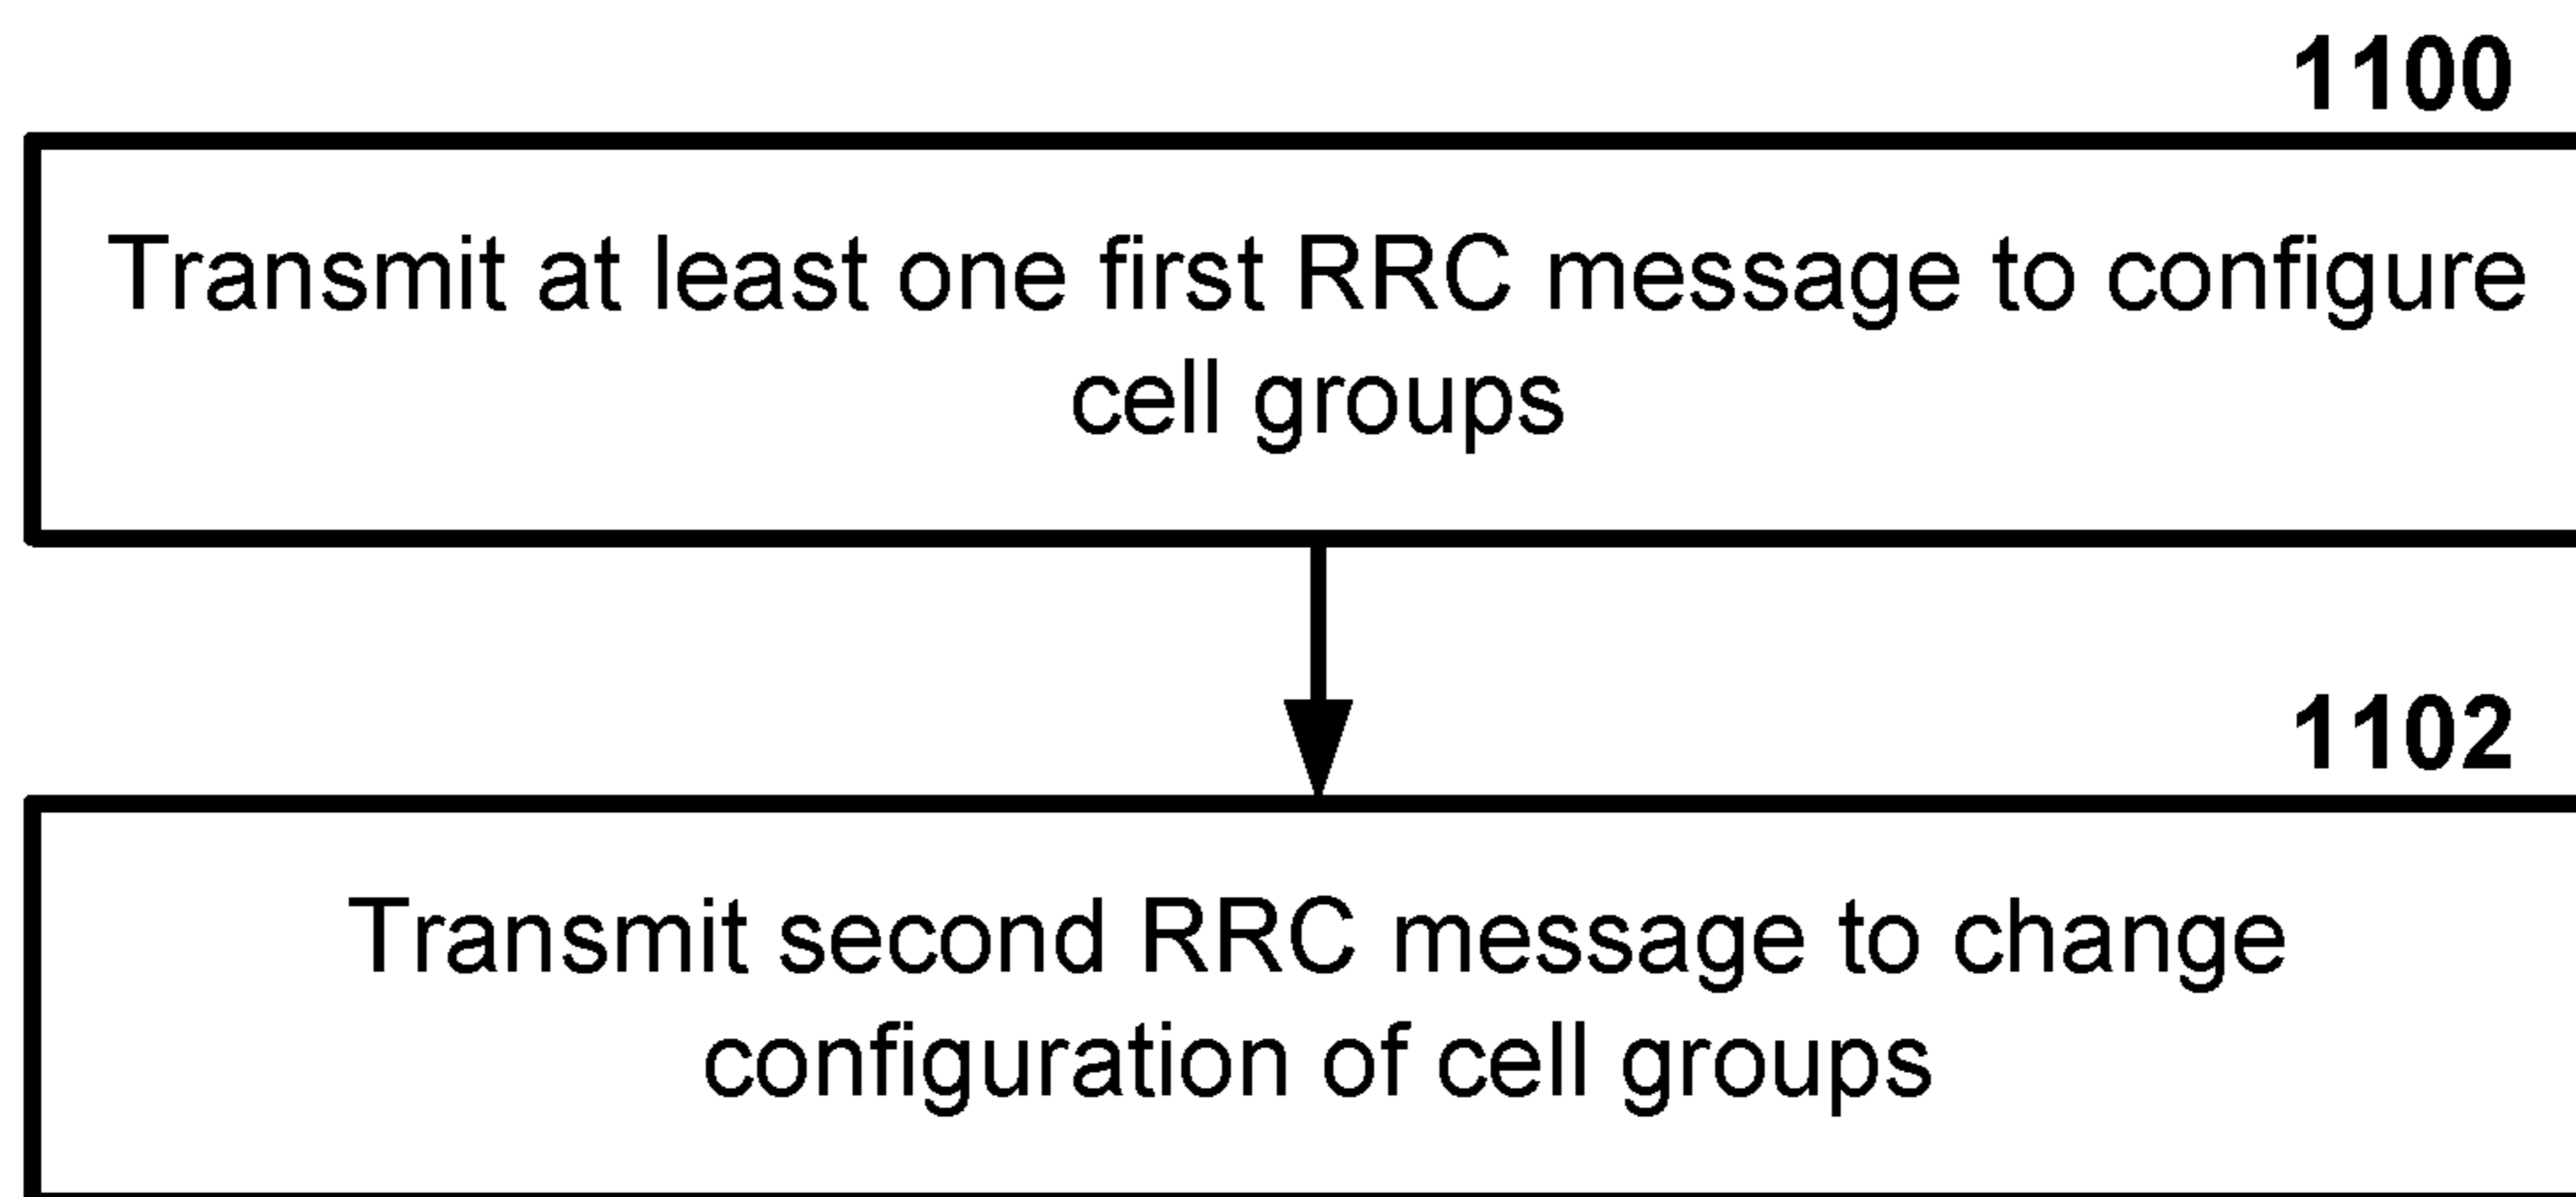 1100
Transmit at least one first RRC message to configure
cell groups
1102
Transmit second RRC message to change
configuration of cell groups